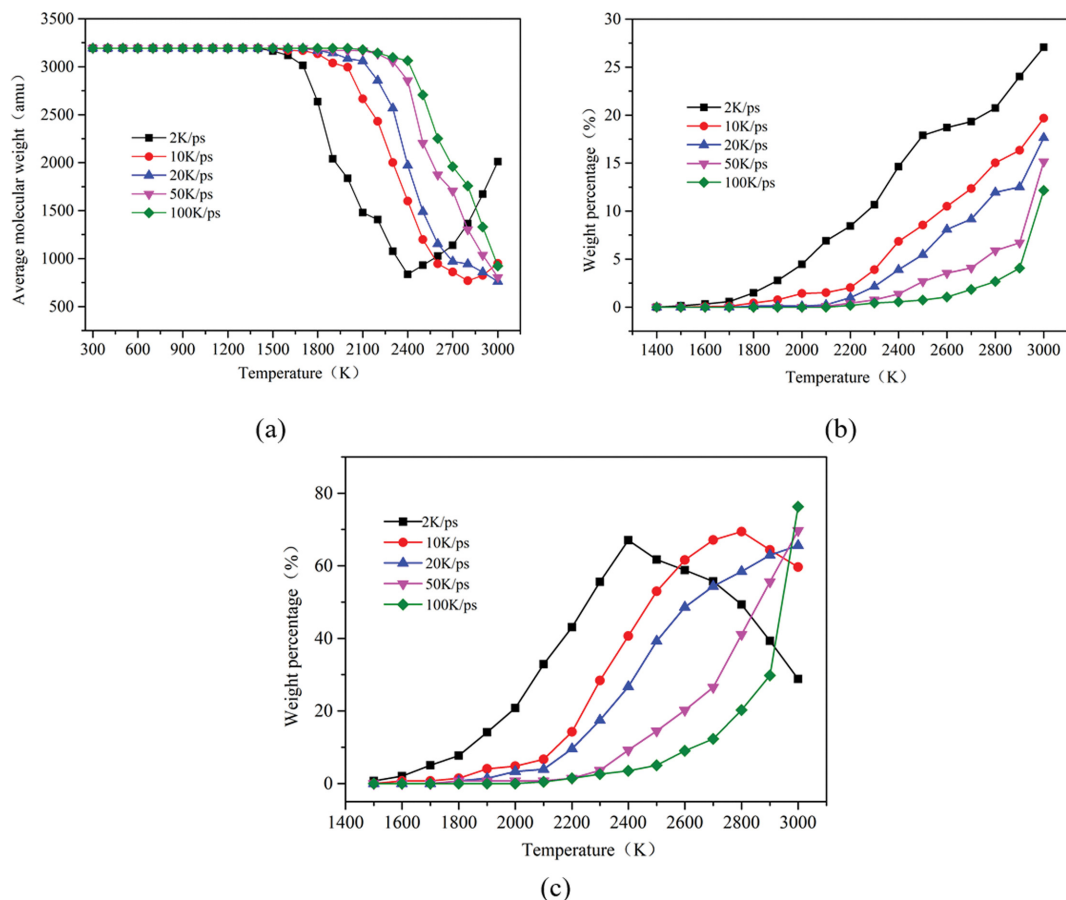 3500
3000
2500
2000
1500
1000
500
Average molecular weight (amu)
2K/ps
10K/ps
20K/ps
50K/ps
100K/ps
300 600 900 1200 1500 1800 2100 2400 2700 3000
Temperature（K）
(a)
30
25
20
15
10
5
0
Weight percentage（%）
2K/ps
10K/ps
20K/ps
50K/ps
100K/ps
1400 1600 1800 2000 2200 2400 2600 2800 3000
Temperature（K）
(b)
80
60
40
20
0
Weight percentage（%）
2K/ps
10K/ps
20K/ps
50K/ps
100K/ps
1400 1600 1800 2000 2200 2400 2600 2800 3000
Temperature（K）
(c)